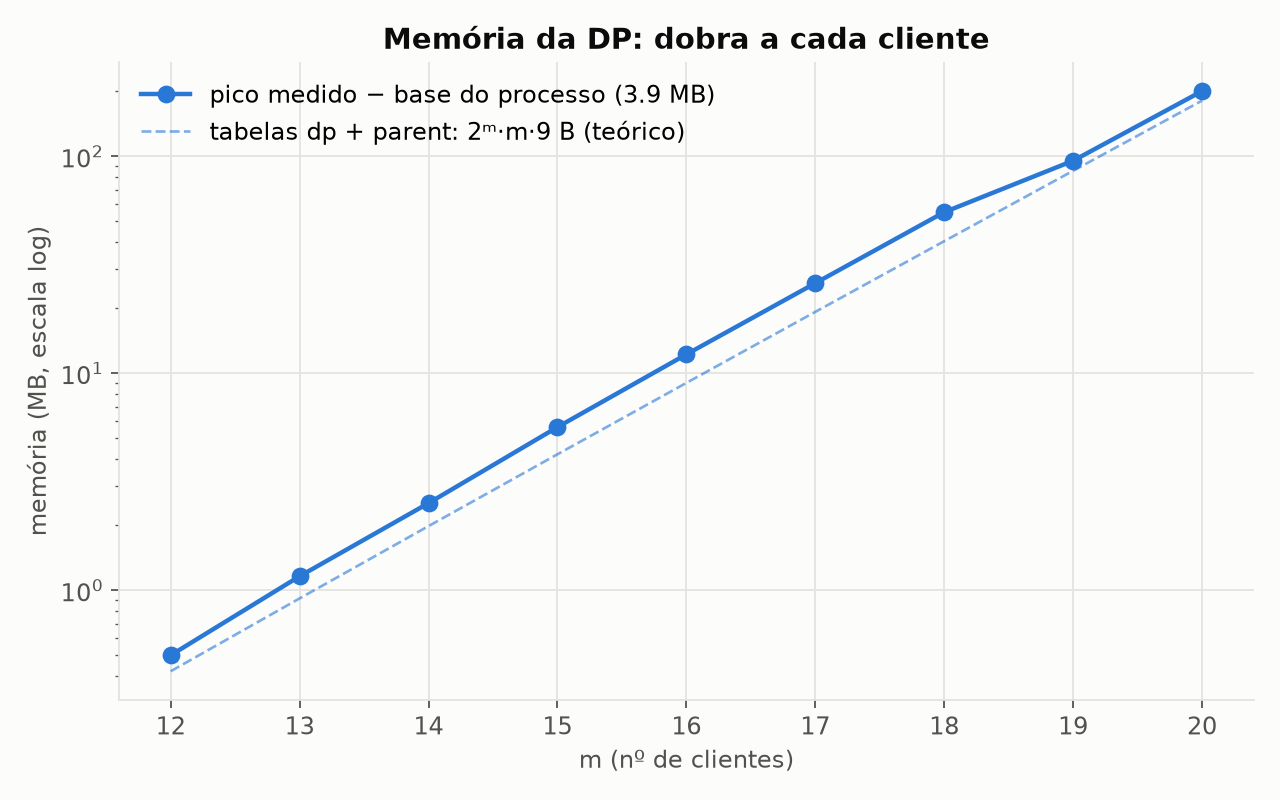 Memória da DP: dobra a cada cliente
pico medido − base do processo (3.9 MB)
tabelas dp + parent: 2ᵐ·m·9 B (teórico)
memória (MB, escala log)
10²
10¹
10⁰
12 13 14 15 16 17 18 19 20
m (nº de clientes)